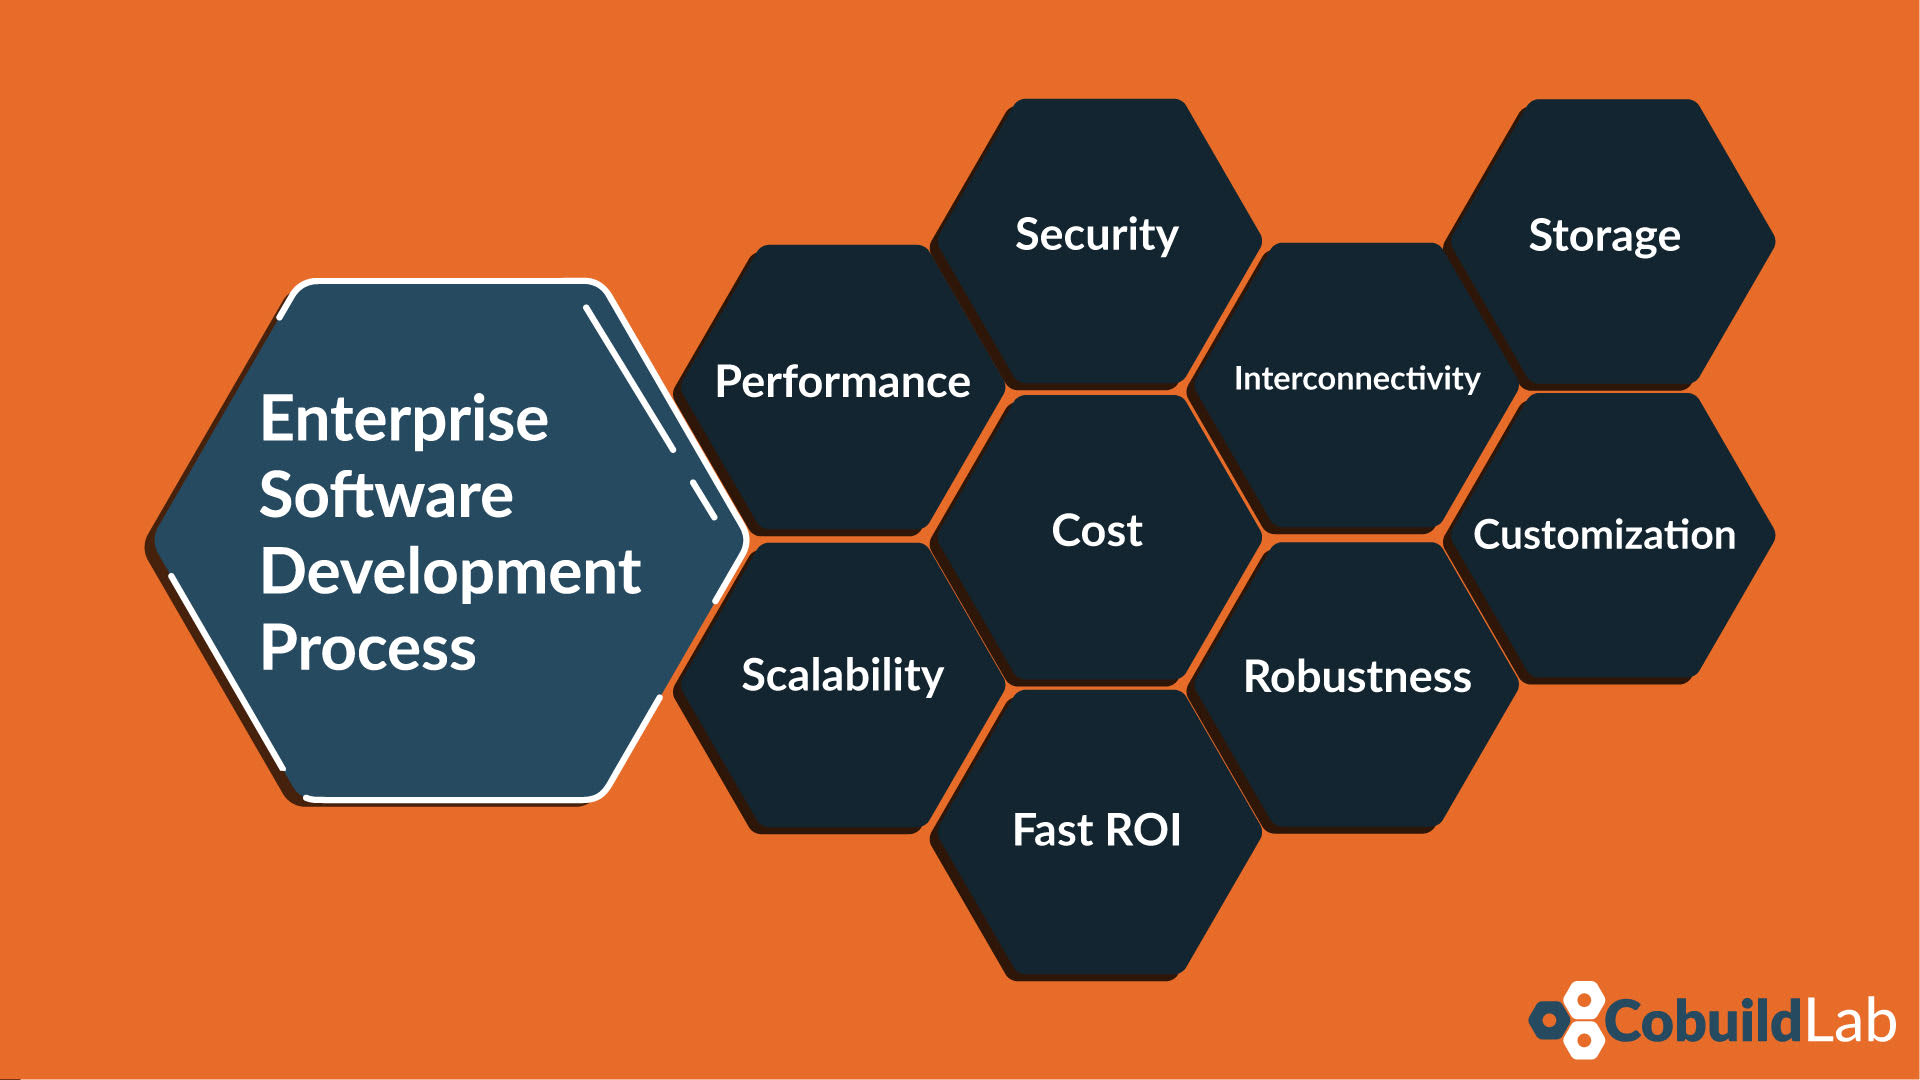 Enterprise
Software
Development
Process
Performance
Scalability
Security
Cost
Fast ROI
Interconnectivity
Robustness
Storage
Customization
CobuildLab